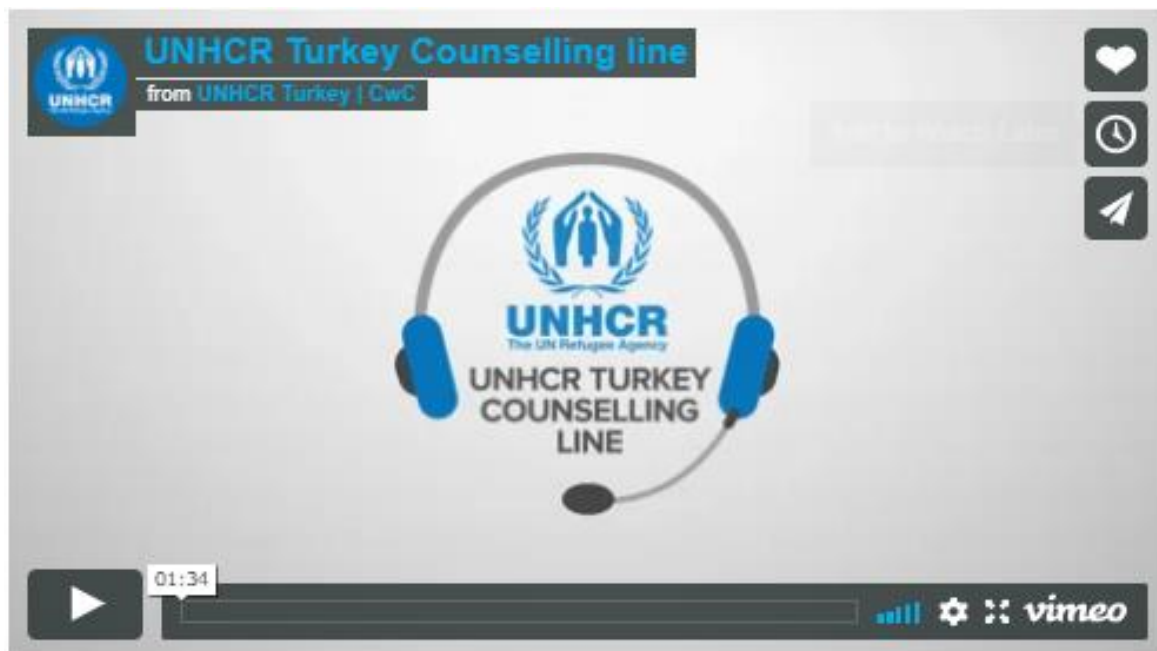 UNHCR Turkey Counselling line
from UNHCR Turkey | CwC
UNHCR
UNHCR
The UN Refugee Agency
UNHCR TURKEY
COUNSELLING
LINE
01:34
vimeo